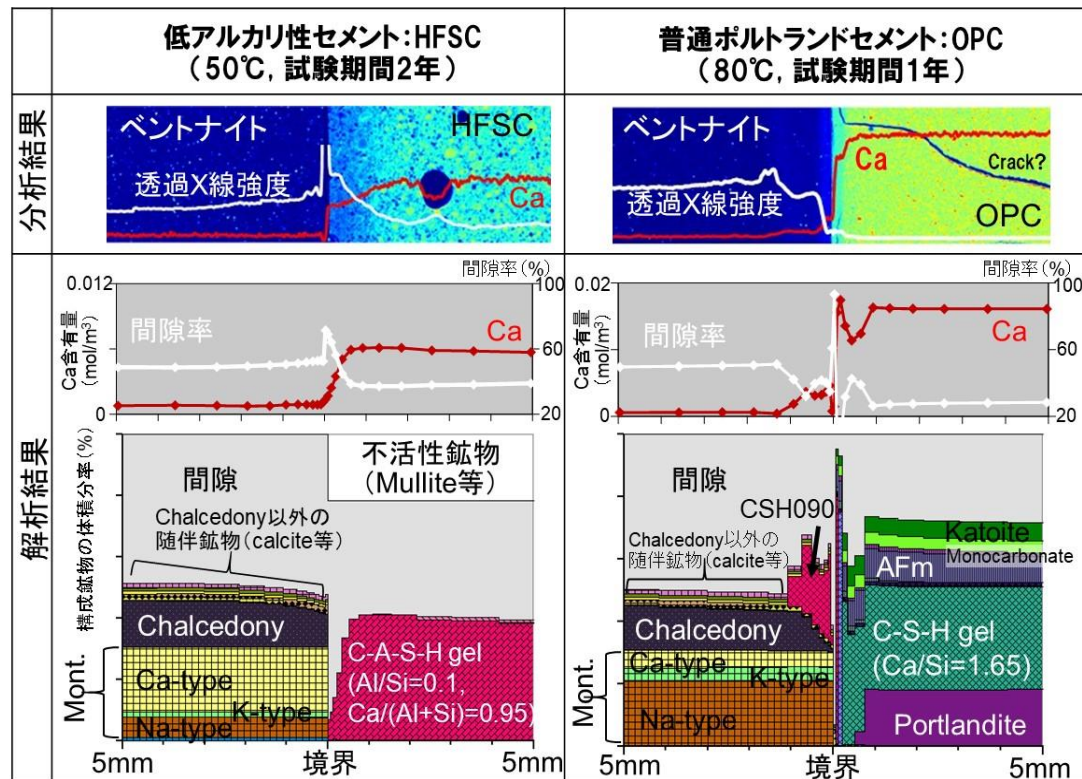 低アルカリ性セメント:HFSC
(50℃, 試験期間2年)
普通ポルトランドセメント:OPC
(80℃, 試験期間1年)
分析結果
ベントナイト
HFSC
透過X線強度
Ca
ベントナイト
Ca
Crack?
透過X線強度
OPC
解析結果
間隙率(%)
0.012
100
Ca含有量
(mol/m³)
間隙率
Ca
60
0
20
間隙率(%)
0.02
100
Ca含有量
(mol/m³)
間隙率
Ca
60
0
20
構成鉱物の体積分率(%)
間隙
不活性鉱物
(Mullite等)
Chalcedony以外の
随伴鉱物(calcite等)
Chalcedony
Mont.
Ca-type
K-type
Na-type
C-A-S-H gel
(Al/Si=0.1,
Ca/(Al+Si)=0.95)
5mm
境界
5mm
間隙
CSH090
Chalcedony以外の
随伴鉱物(calcite等)
Katoite
Monocarbonate
AFm
Chalcedony
Mont.
Ca-type
K-type
Na-type
C-S-H gel
(Ca/Si=1.65)
Portlandite
5mm
境界
5mm